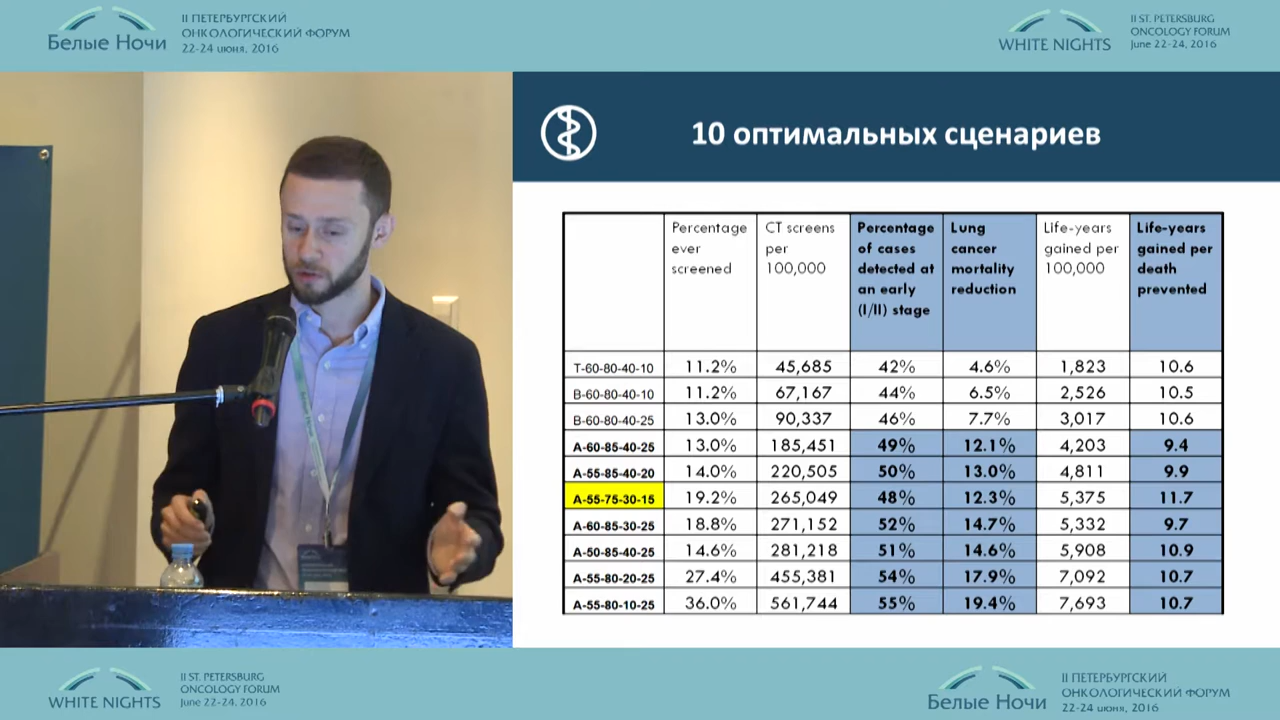 II ПЕТЕРБУРГСКИЙ
ОНКОЛОГИЧЕСКИЙ ФОРУМ
Белые Ночи
22-24 июня, 2016
WHITE NIGHTS
II ST. PETERSBURG
ONCOLOGY FORUM
June 22-24, 2016
10 оптимальных сценариев
Percentage ever screened
CT screens per 100,000
Percentage of cases detected at an early (I/II) stage
Lung cancer mortality reduction
Life-years gained per 100,000
Life-years gained per death prevented
T-60-80-40-10 11.2% 45,685 42% 4.6% 1,823 10.6
B-60-80-40-10 11.2% 67,167 44% 6.5% 2,526 10.5
B-60-80-40-25 13.0% 90,337 46% 7.7% 3,017 10.6
A-60-85-40-25 13.0% 185,451 49% 12.1% 4,203 9.4
A-55-85-40-20 14.0% 220,505 50% 13.0% 4,811 9.9
A-55-75-30-15 19.2% 265,049 48% 12.3% 5,375 11.7
A-60-85-30-25 18.8% 271,152 52% 14.7% 5,332 9.7
A-50-85-40-25 14.6% 281,218 51% 14.6% 5,908 10.9
A-55-80-20-25 27.4% 455,381 54% 17.9% 7,092 10.7
A-55-80-10-25 36.0% 561,744 55% 19.4% 7,693 10.7
WHITE NIGHTS
II ST. PETERSBURG
ONCOLOGY FORUM
June 22-24, 2016
Белые Ночи
II ПЕТЕРБУРГСКИЙ
ОНКОЛОГИЧЕСКИЙ ФОРУМ
22-24 июня, 2016